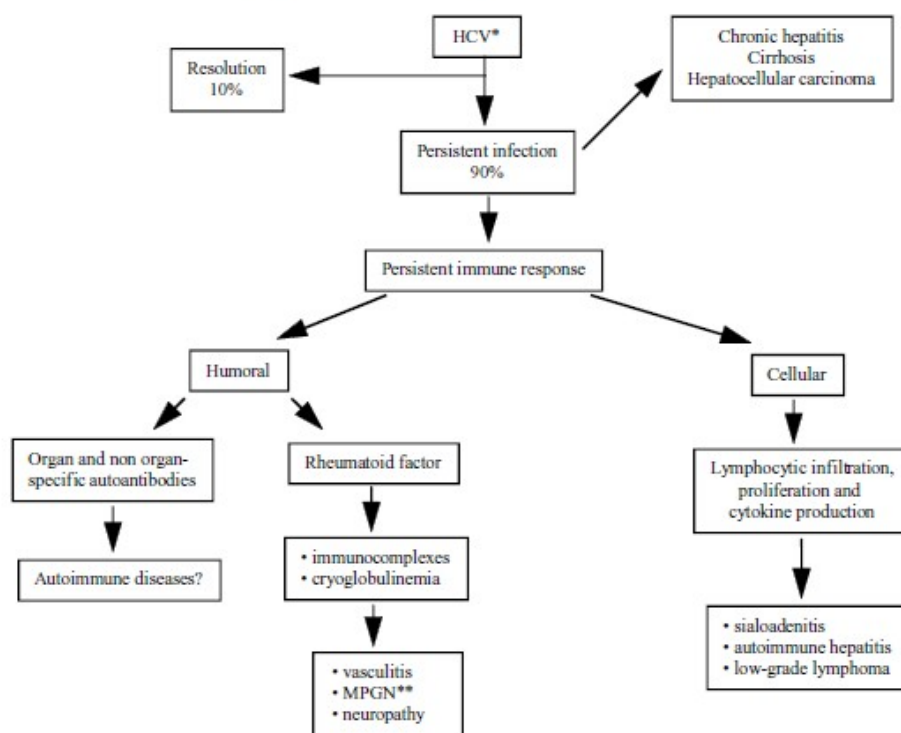 HCV*
Resolution
10%
Chronic hepatitis
Cirrhosis
Hepatocellular carcinoma
Persistent infection
90%
Persistent immune response
Humoral
Cellular
Organ and non organ-
specific autoantibodies
Rheumatoid factor
Lymphocytic infiltration,
proliferation and
cytokine production
Autoimmune diseases?
• immunocomplexes
• cryoglobulinemia
• sialoadenitis
• autoimmune hepatitis
• low-grade lymphoma
• vasculitis
• MPGN**
• neuropathy